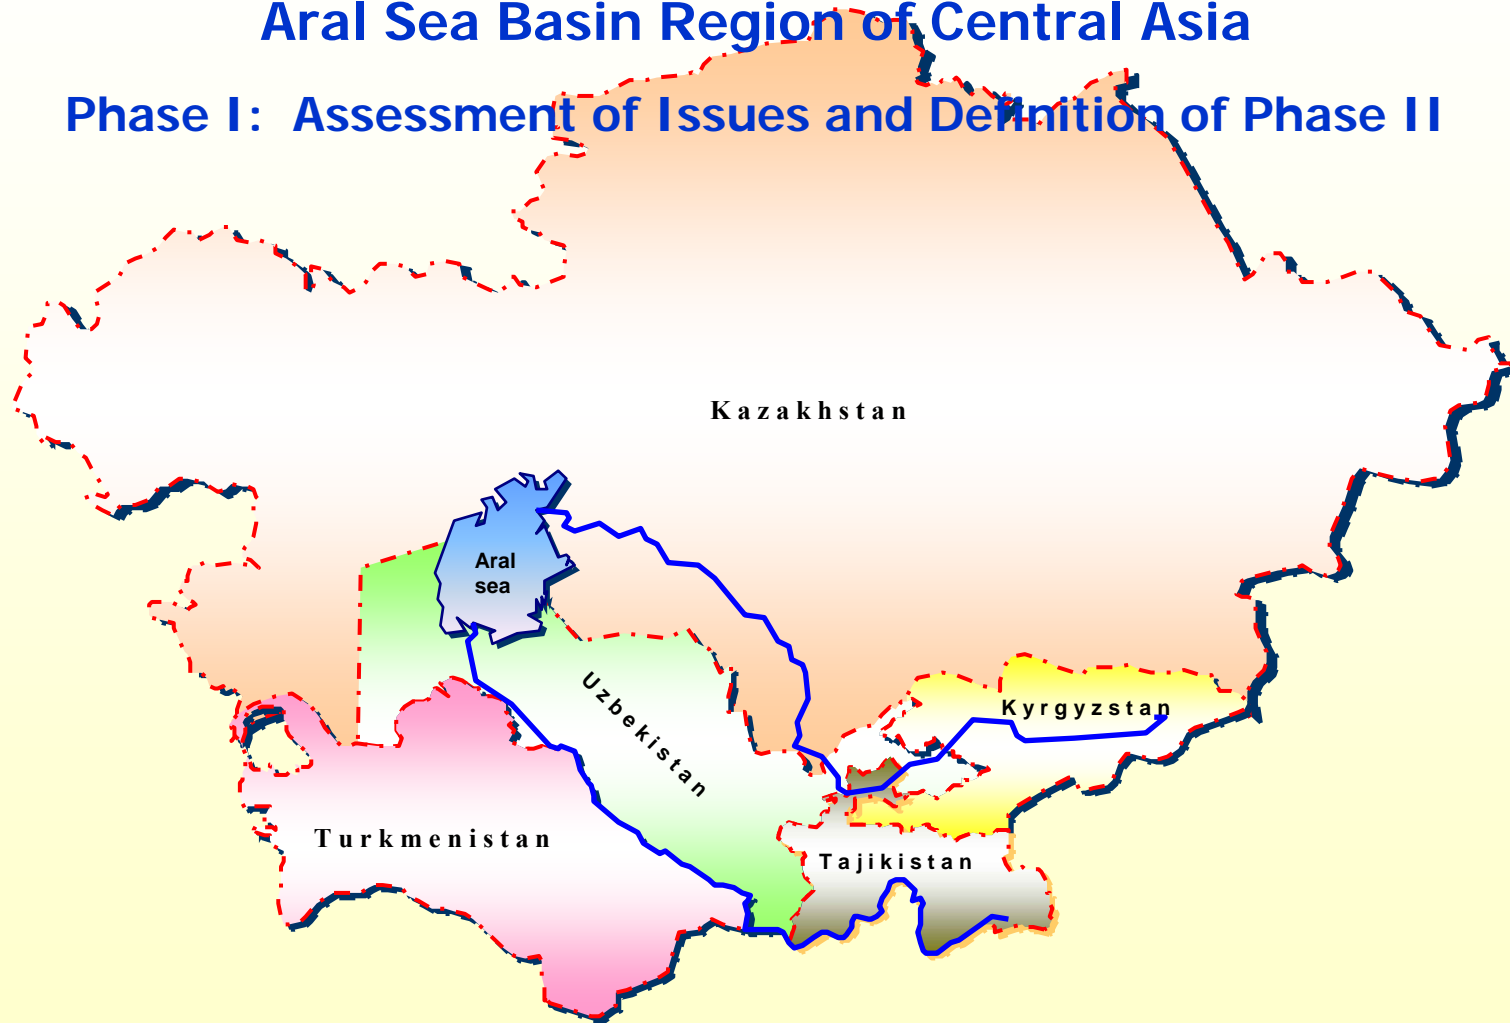 Aral Sea Basin Region of Central Asia
Phase I: Assessment of Issues and Definition of Phase II
Kazakhstan
Aral
sea
Uzbekistan
Kyrgyzstan
Turkmenistan
Tajikistan